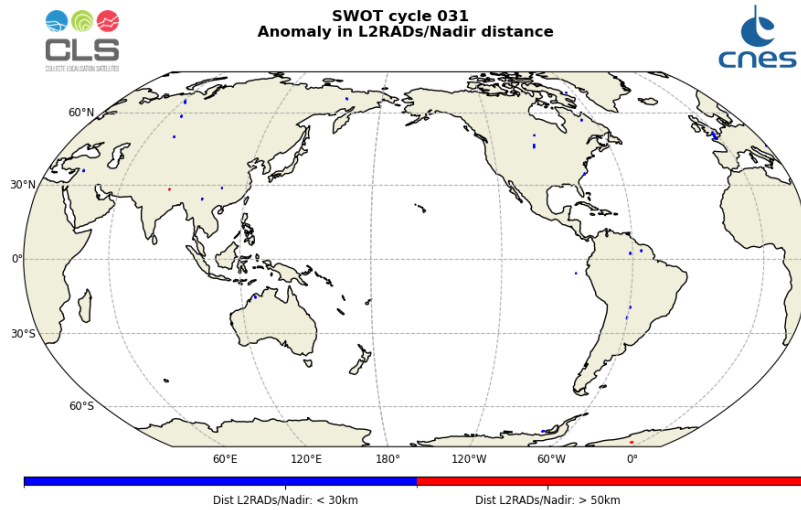 SWOT cycle 031
Anomaly in L2RADs/Nadir distance
CLS
COLLECTE LOCALISATION SATELLITES
cnes
60°N
30°N
0°
30°S
60°S
60°E 120°E 180° 120°W 60°W 0°
Dist L2RADs/Nadir: < 30km Dist L2RADs/Nadir: > 50km